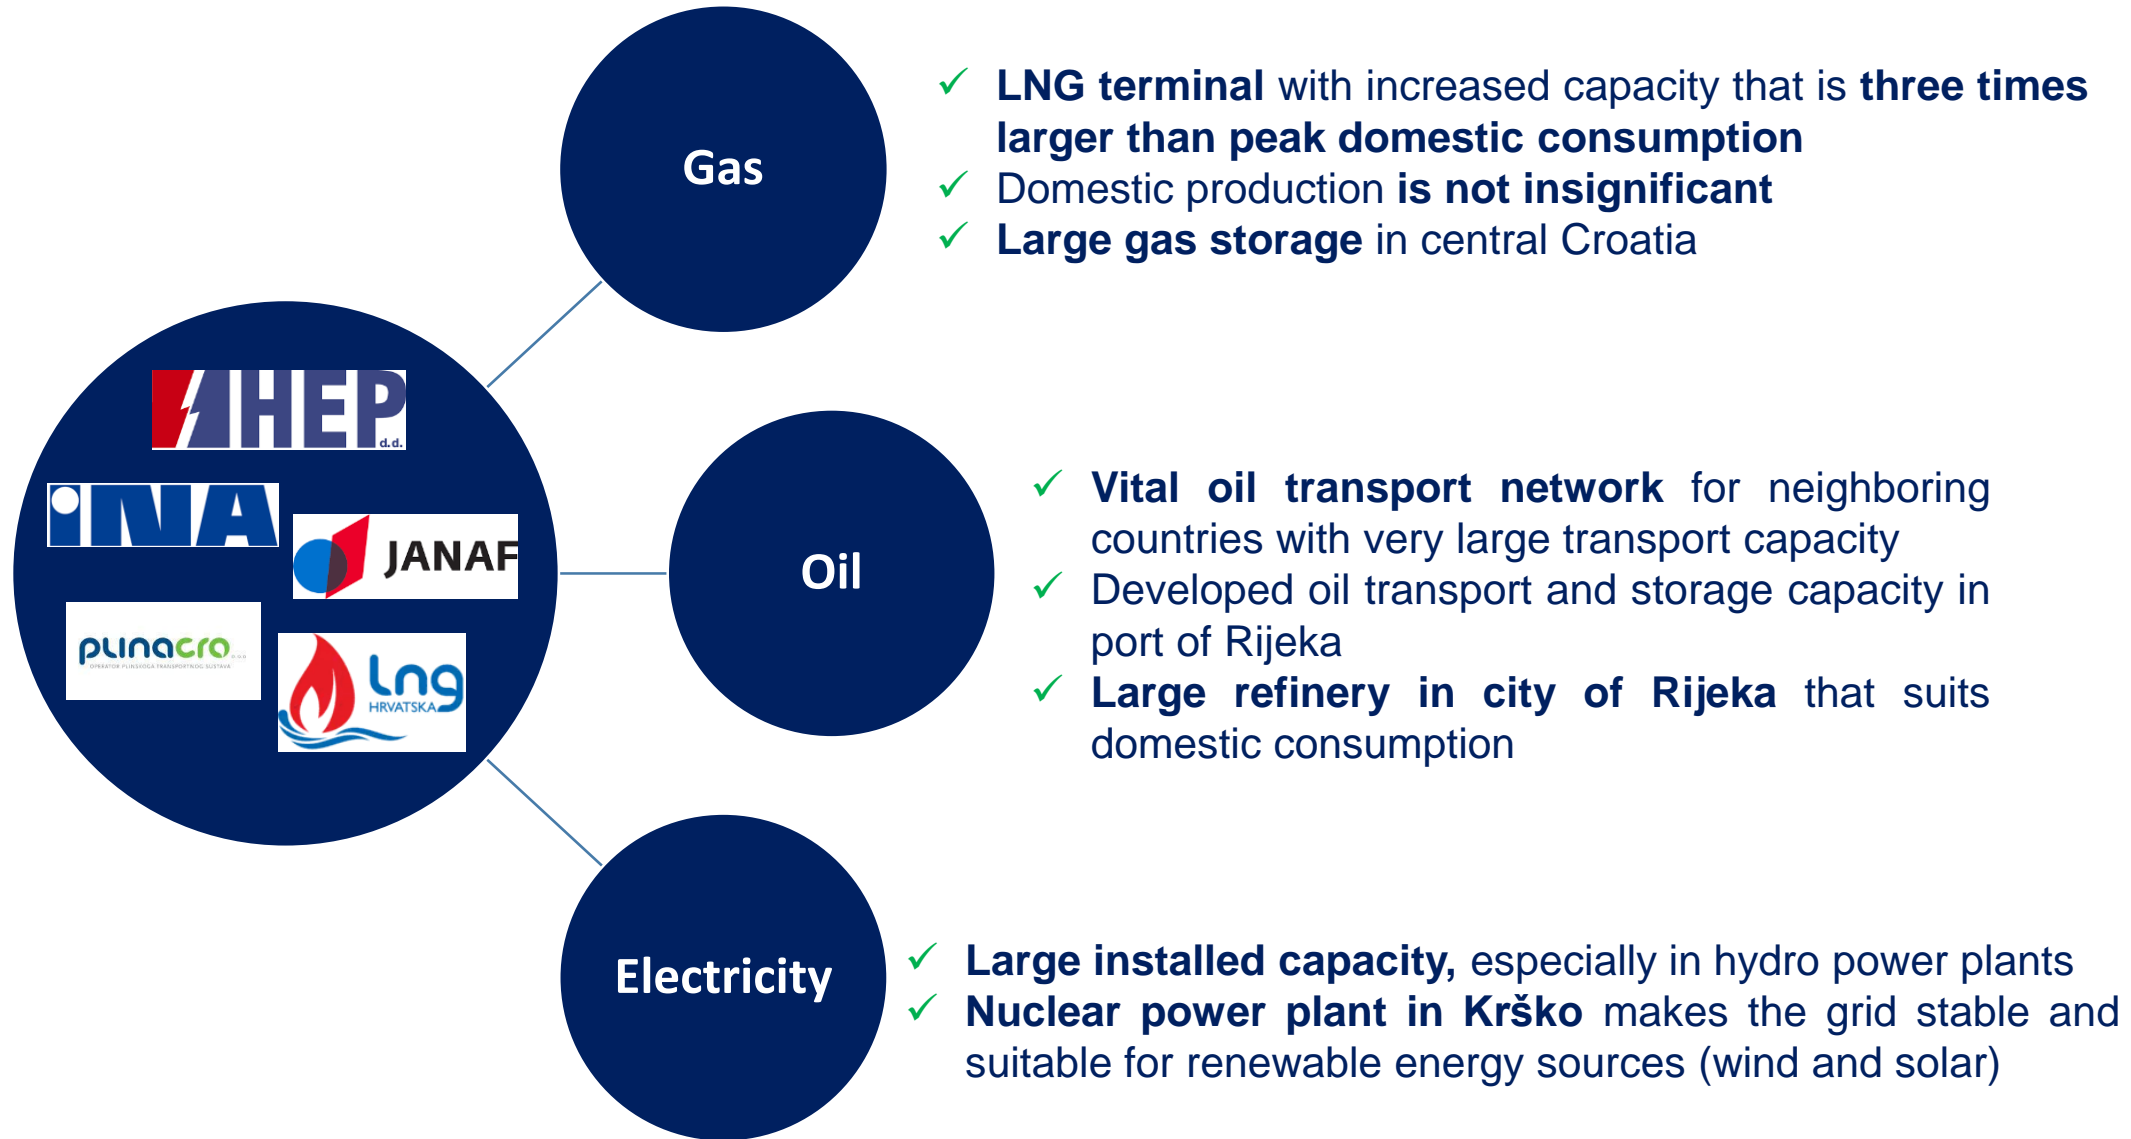 Gas
✓ LNG terminal with increased capacity that is three times
larger than peak domestic consumption
✓ Domestic production is not insignificant
✓ Large gas storage in central Croatia
HEP
d.d.
INA
JANAF
PLINACRO d.o.o.
OPERATOR PLINSKOGA TRANSPORTNOG SUSTAVA
lng
HRVATSKA
Oil
✓ Vital oil transport network for neighboring
countries with very large transport capacity
✓ Developed oil transport and storage capacity in
port of Rijeka
✓ Large refinery in city of Rijeka that suits
domestic consumption
Electricity
✓ Large installed capacity, especially in hydro power plants
✓ Nuclear power plant in Krško makes the grid stable and
suitable for renewable energy sources (wind and solar)